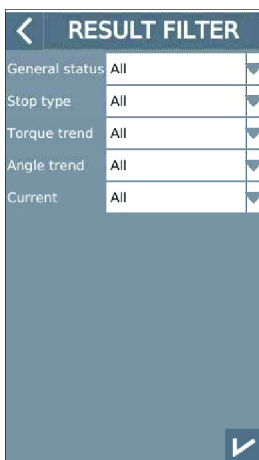 RESULT FILTER
General status All
Stop type All
Torque trend All
Angle trend All
Current All